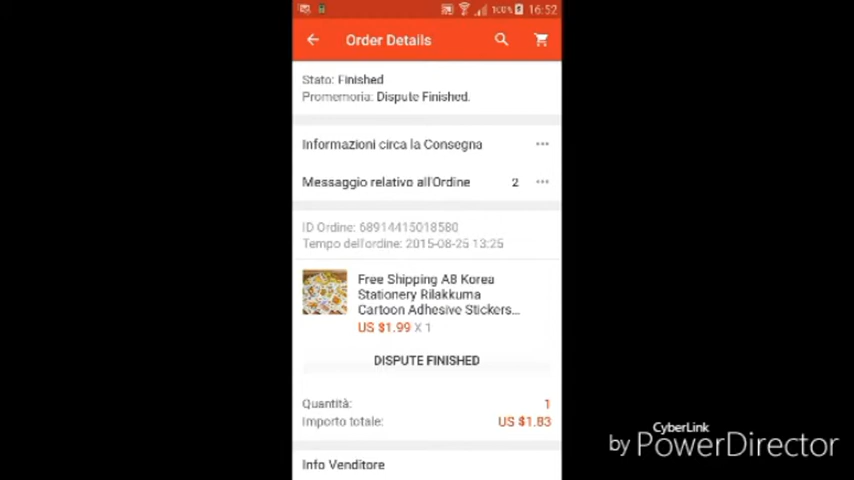 100% 16:52
Order Details
Stato: Finished
Promemoria: Dispute Finished.
Informazioni circa la Consegna
Messaggio relativo all'Ordine 2
ID Ordine: 68914415018580
Tempo dell'ordine: 2015-08-25 13:25
Free Shipping A8 Korea
Stationery Rilakkuma
Cartoon Adhesive Stickers...
US $1.99 X 1
DISPUTE FINISHED
Quantità: 1
Importo totale: US $1.83
Info Venditore
CyberLink
by PowerDirector